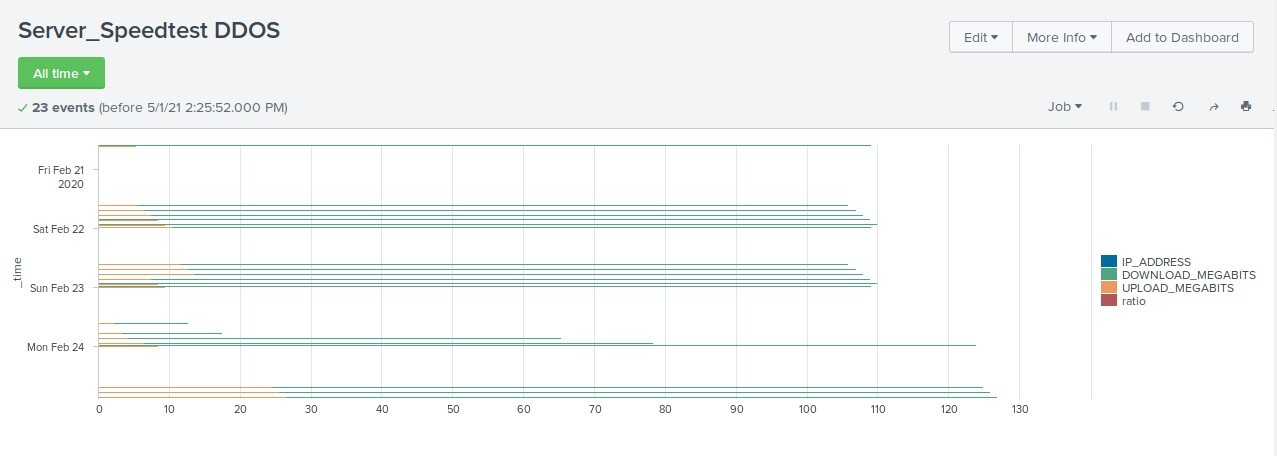 Server_Speedtest DDOS
Edit More Info Add to Dashboard
All time
23 events (before 5/1/21 2:25:52.000 PM)
Job
Fri Feb 21
2020
Sat Feb 22
_time
Sun Feb 23
Mon Feb 24
IP_ADDRESS
DOWNLOAD_MEGABITS
UPLOAD_MEGABITS
ratio
0 10 20 30 40 50 60 70 80 90 100 110 120 130